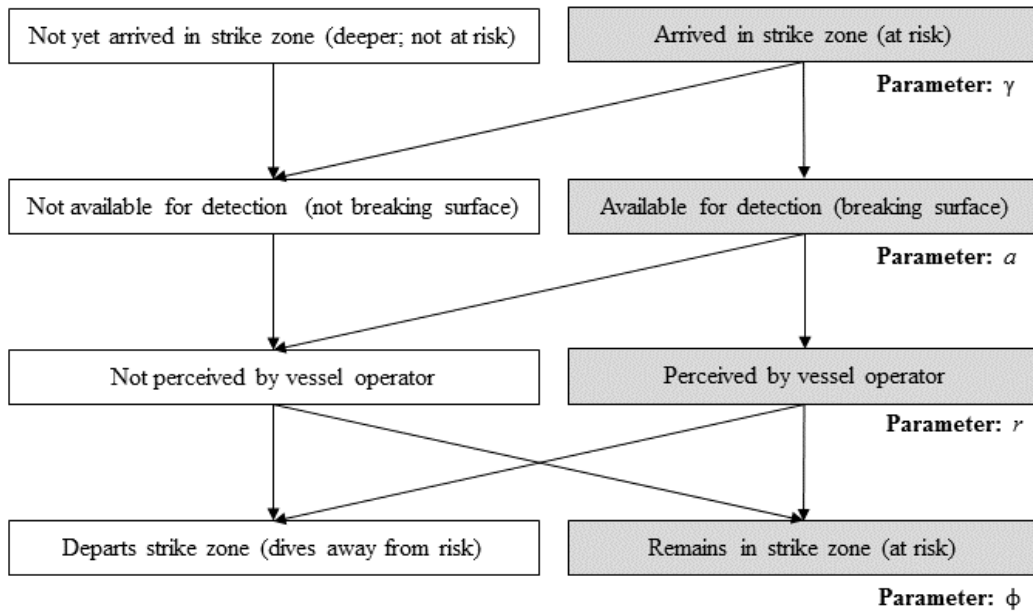 Not yet arrived in strike zone (deeper; not at risk)
Arrived in strike zone (at risk)
Parameter: γ
Not available for detection (not breaking surface)
Available for detection (breaking surface)
Parameter: a
Not perceived by vessel operator
Perceived by vessel operator
Parameter: r
Departs strike zone (dives away from risk)
Remains in strike zone (at risk)
Parameter: ϕ